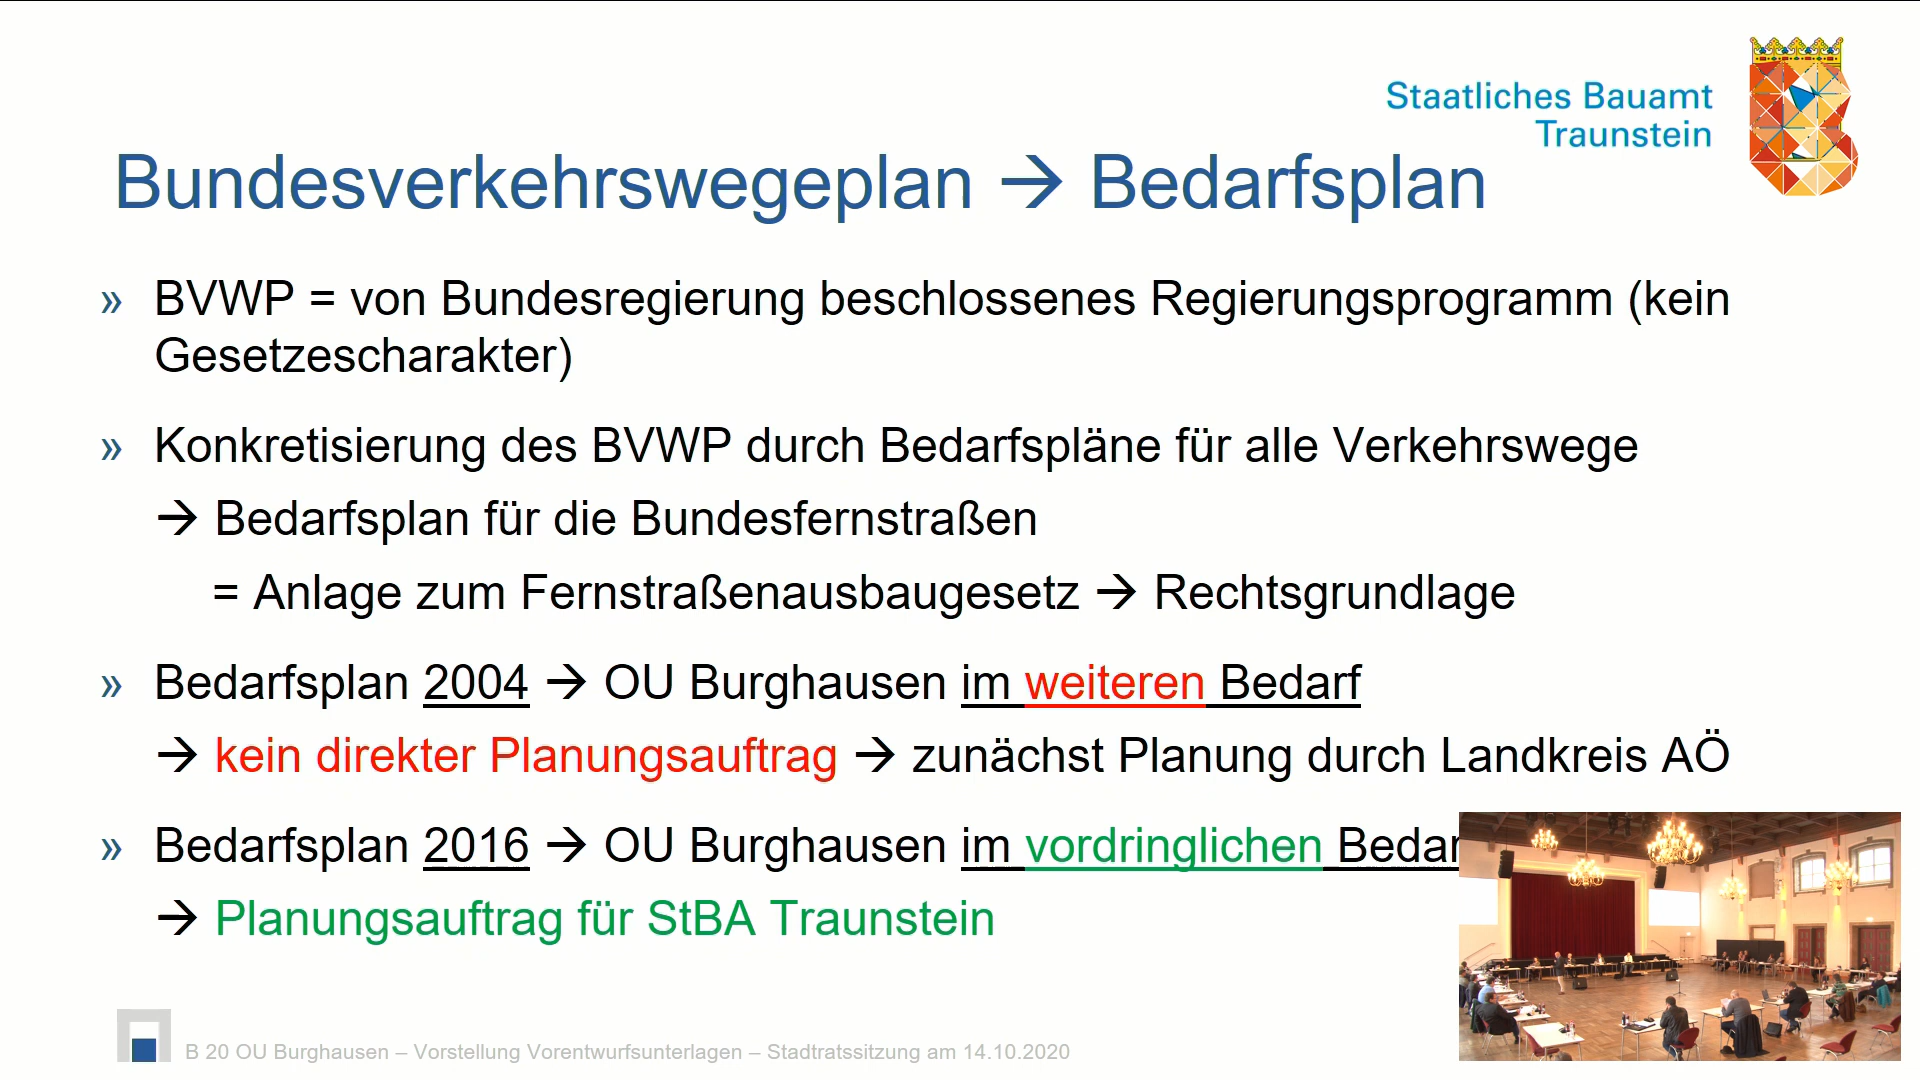 Staatliches Bauamt
Traunstein
Bundesverkehrswegeplan → Bedarfsplan
» BVWP = von Bundesregierung beschlossenes Regierungsprogramm (kein
Gesetzescharakter)
» Konkretisierung des BVWP durch Bedarfspläne für alle Verkehrswege
→ Bedarfsplan für die Bundesfernstraßen
= Anlage zum Fernstraßenausbaugesetz → Rechtsgrundlage
» Bedarfsplan 2004 → OU Burghausen im weiteren Bedarf
→ kein direkter Planungsauftrag → zunächst Planung durch Landkreis AÖ
» Bedarfsplan 2016 → OU Burghausen im vordringlichen
→ Planungsauftrag für StBA Traunstein
B 20 OU Burghausen – Vorstellung Vorentwurfsunterlagen – Stadtratssitzung am 14.10.2020